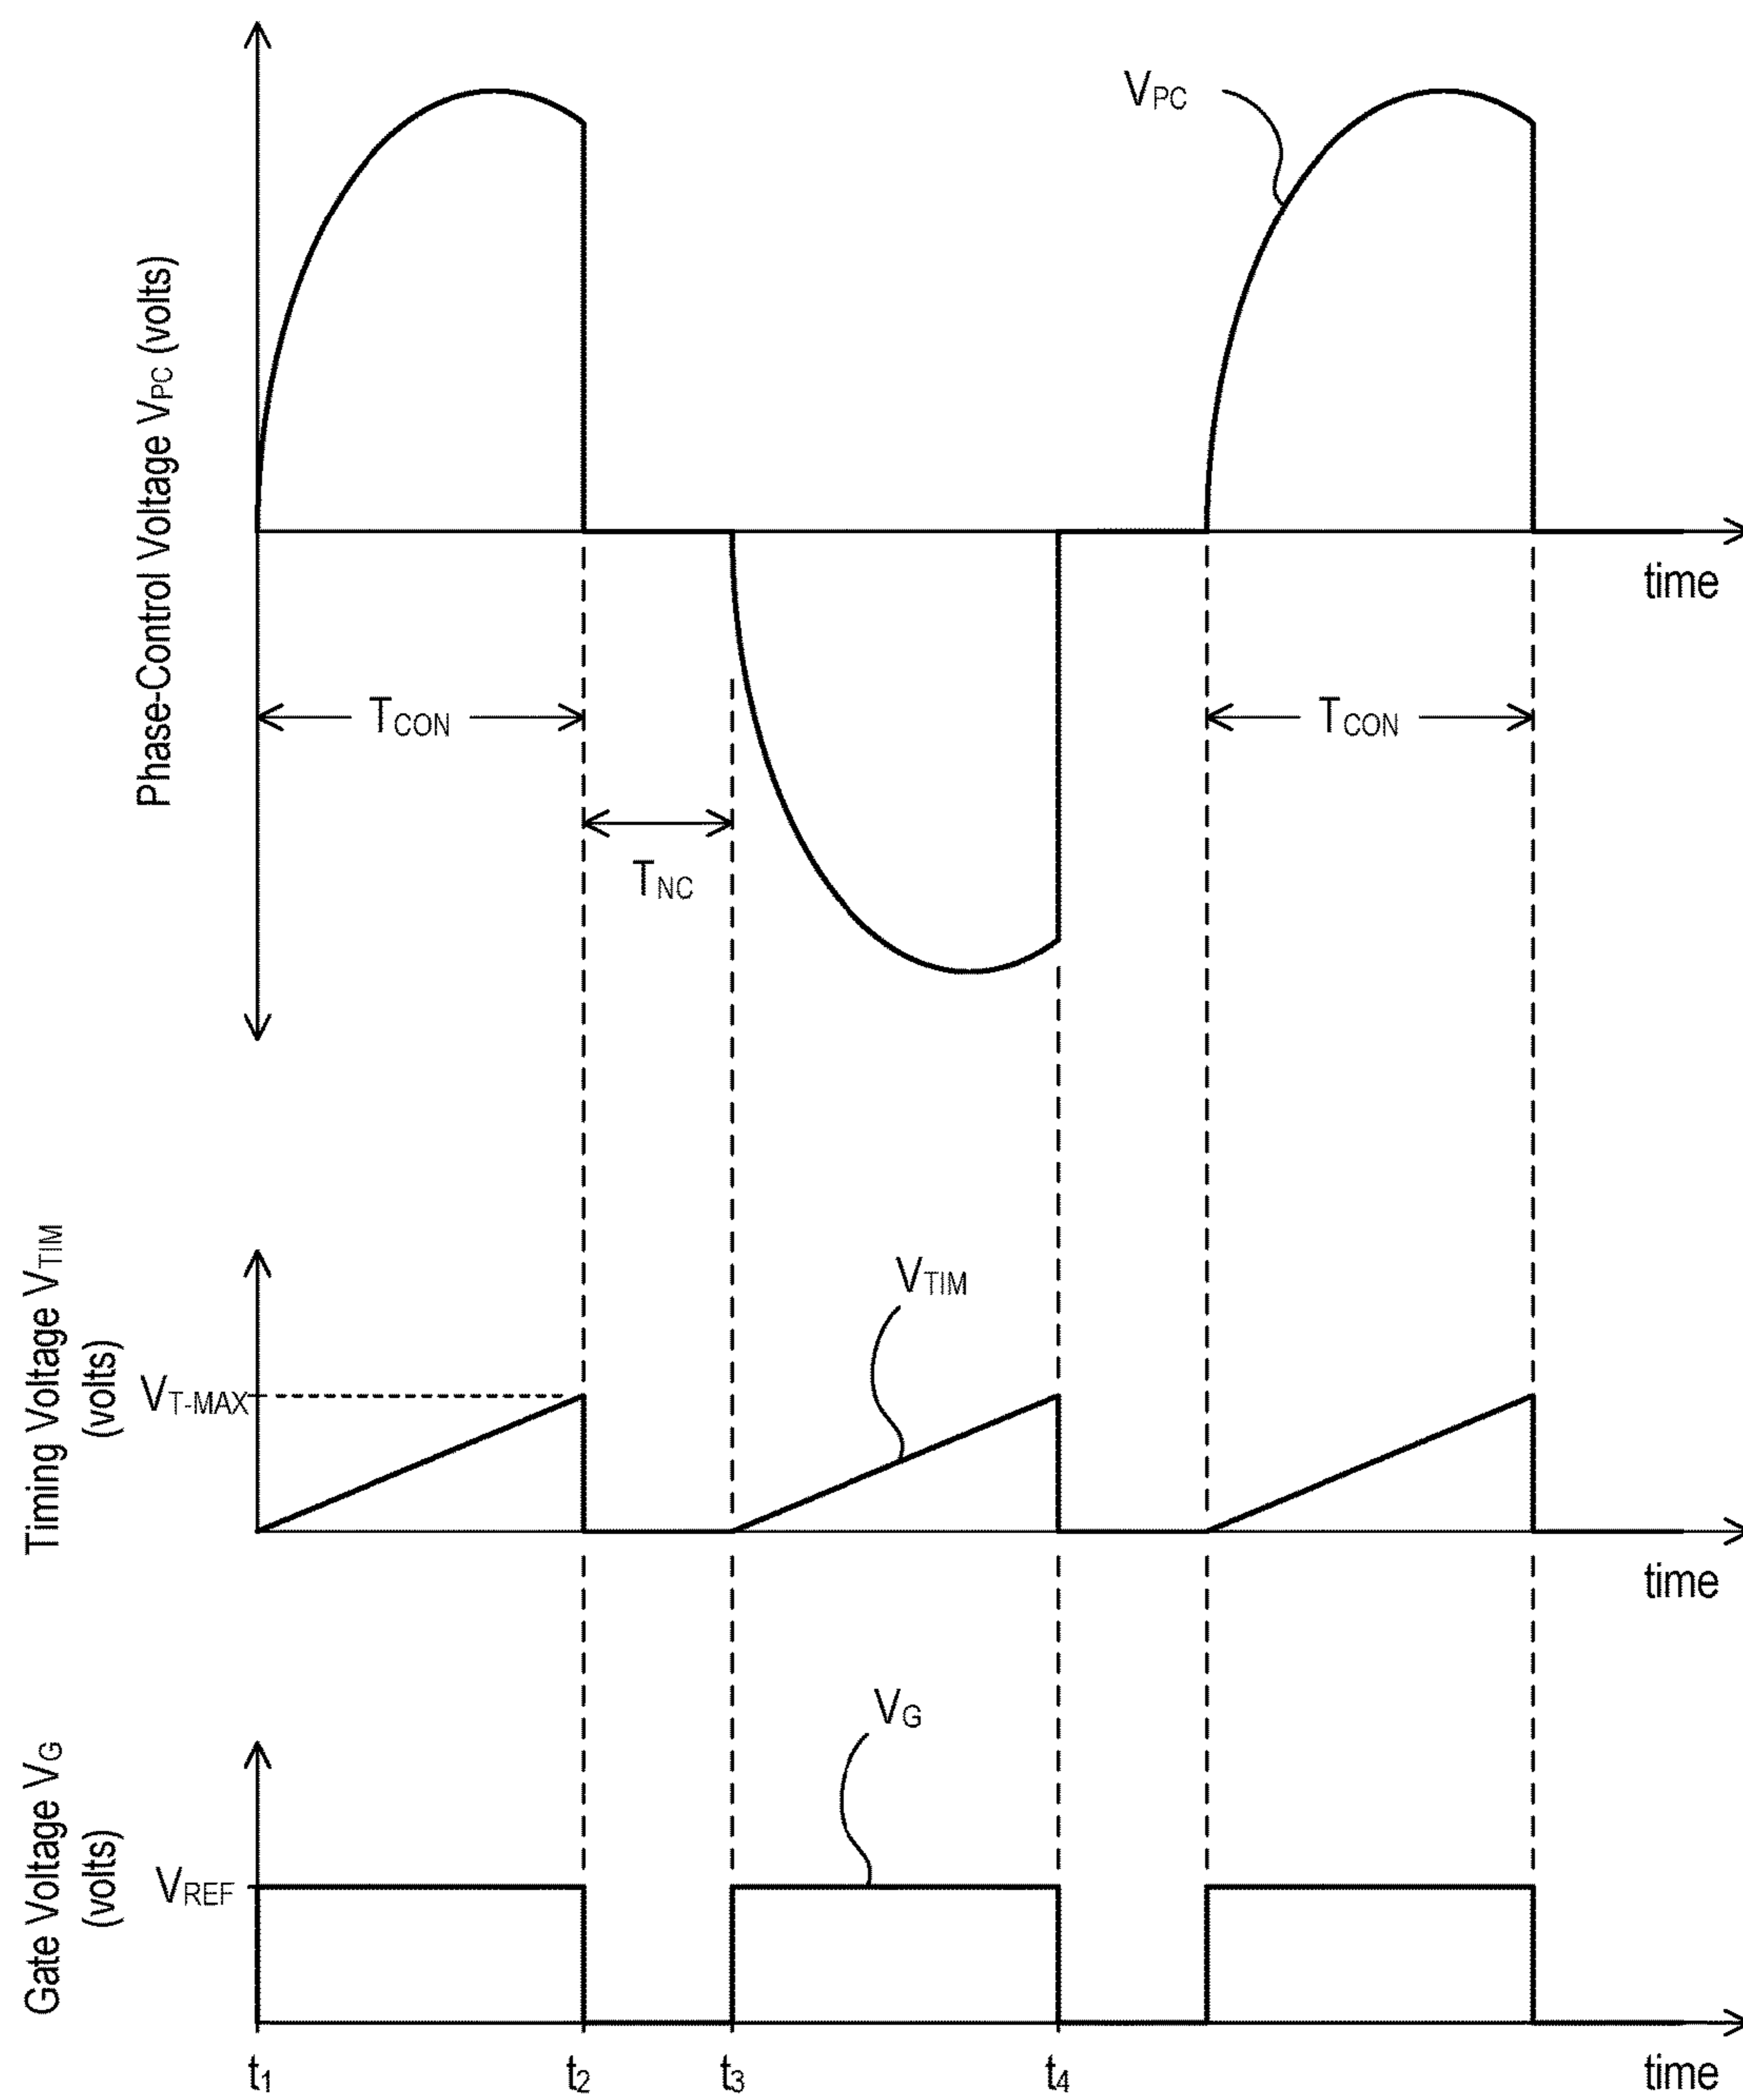 Phase-Control Voltage VPC (volts)
VPC
time
TCON
TCON
TNC
Timing Voltage VTIM
(volts)
VTIM
VT-MAX
time
Gate Voltage VG
(volts)
VG
VREF
t1
t2
t3
t4
time